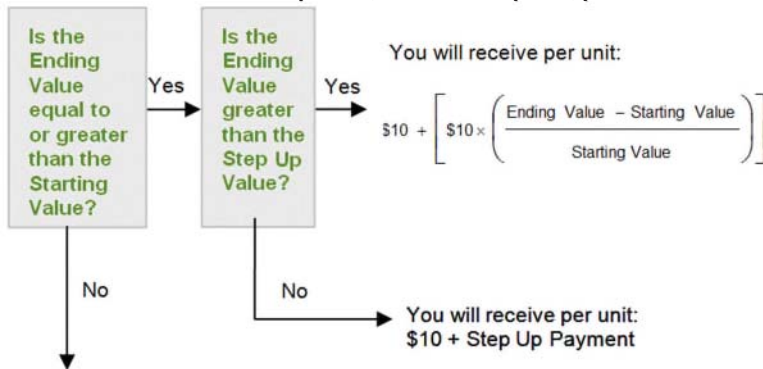 Is the
Ending
Value
equal to
or greater
than the
Starting
Value?
Yes
Is the
Ending
Value
greater
than the
Step Up
Value?
Yes
You will receive per unit:
$10 + [ $10 × ( Ending Value – Starting Value
Starting Value ) ]
No
No
You will receive per unit:
$10 + Step Up Payment